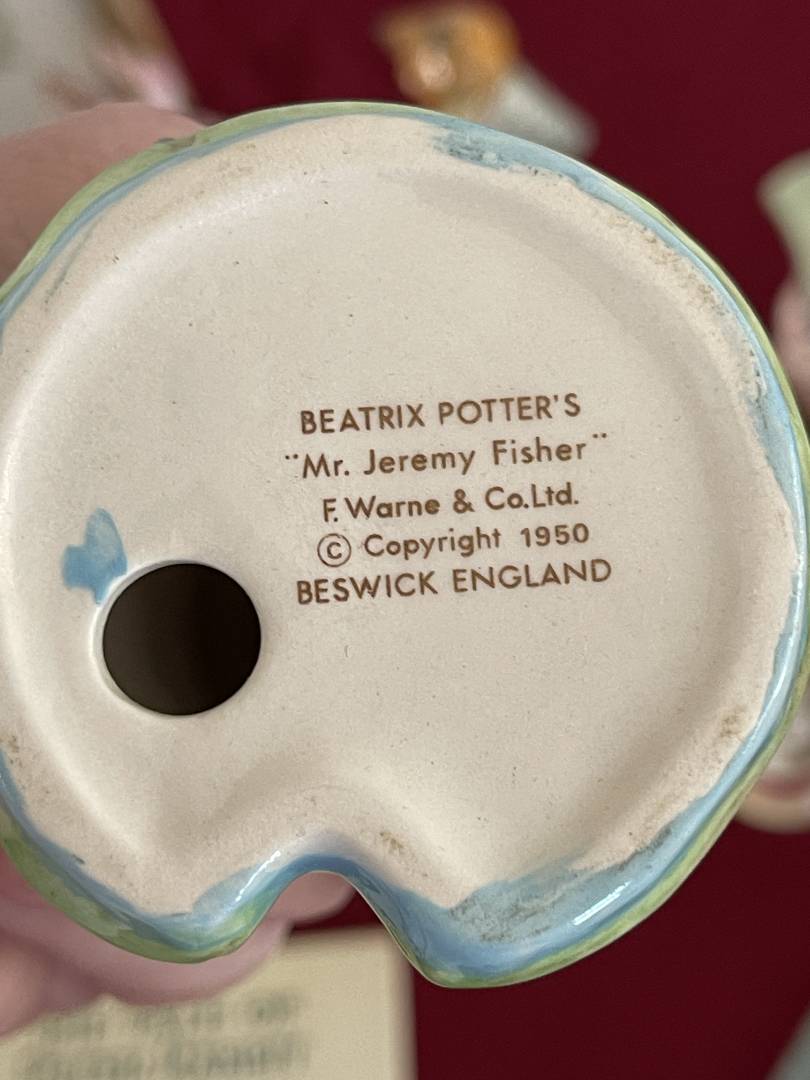 BEATRIX POTTER'S
"Mr. Jeremy Fisher"
F. Warne & Co.Ltd.
© Copyright 1950
BESWICK ENGLAND